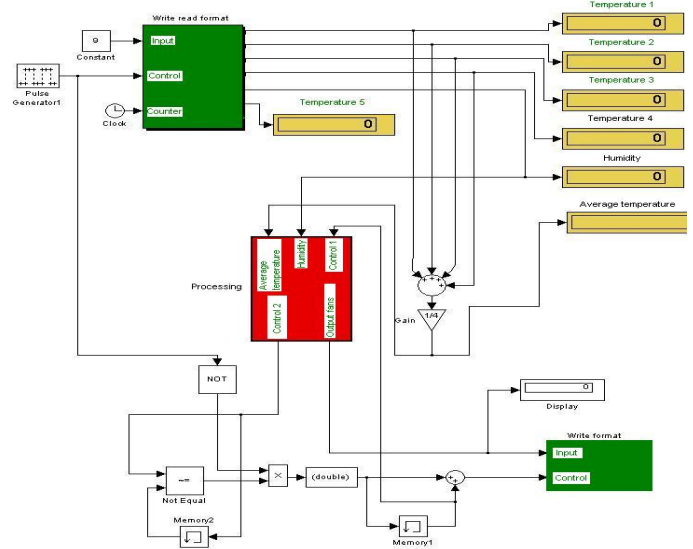 Write read format
Temperature 1
0
Input
Constant
Temperature 2
0
Control
Pulse
Generator1
Temperature 3
0
Counter
Clock
Temperature 5
0
Temperature 4
0
Humidity
0
Average temperature
Processing
Average
temperature
Humidity
Control 1
Control 2
Output fans
Gain
1/4
NOT
0
Display
Write format
Input
Control
~=
Not Equal
X
(double)
Memory2
Memory1